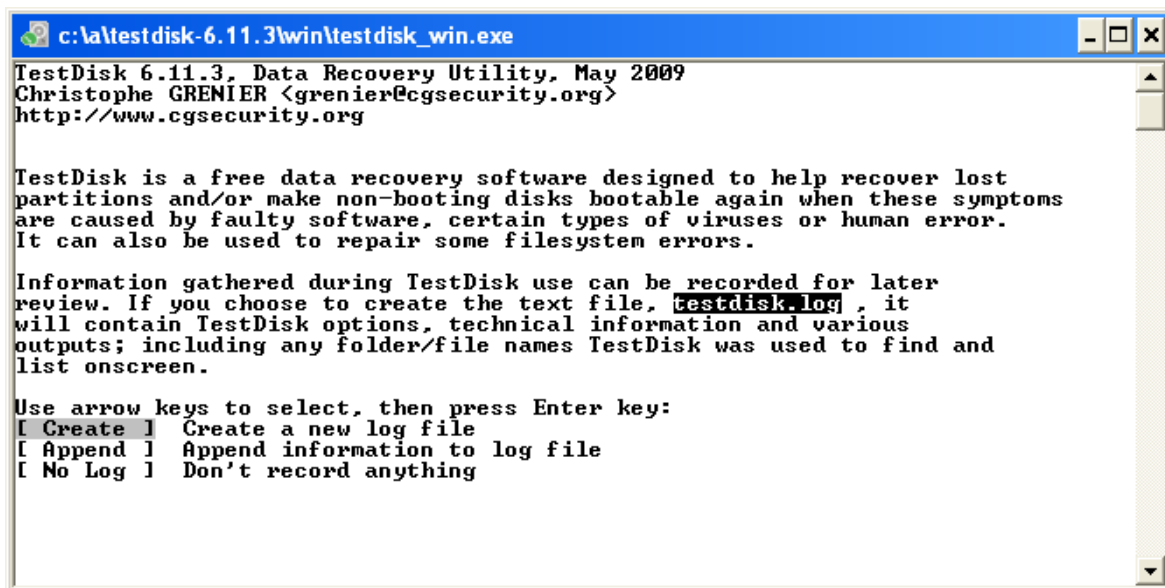 c:\a\testdisk-6.11.3\win\testdisk_win.exe
TestDisk 6.11.3, Data Recovery Utility, May 2009
Christophe GRENIER <grenier@cgsecurity.org>
http://www.cgsecurity.org
TestDisk is a free data recovery software designed to help recover lost
partitions and/or make non-booting disks bootable again when these symptoms
are caused by faulty software, certain types of viruses or human error.
It can also be used to repair some filesystem errors.
Information gathered during TestDisk use can be recorded for later
review. If you choose to create the text file, testdisk.log , it
will contain TestDisk options, technical information and various
outputs; including any folder/file names TestDisk was used to find and
list onscreen.
Use arrow keys to select, then press Enter key:
[ Create ]  Create a new log file
[ Append ]  Append information to log file
[ No Log ]  Don't record anything